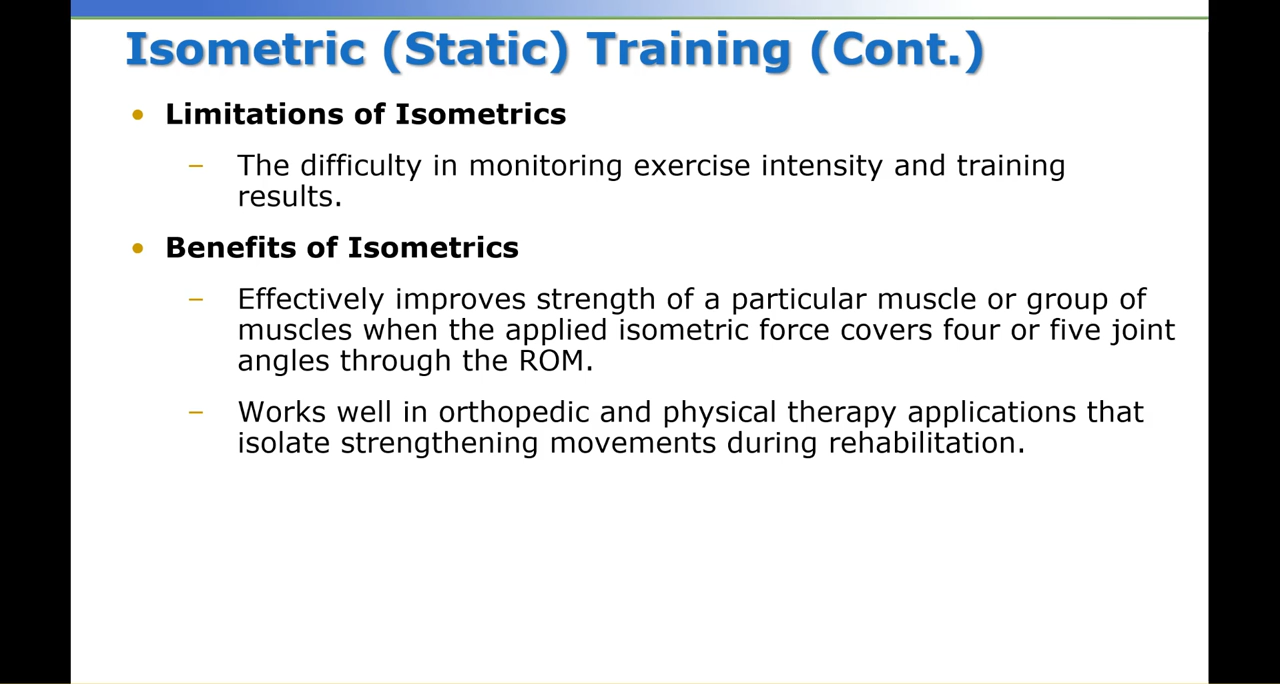 Isometric (Static) Training (Cont.)
• Limitations of Isometrics
– The difficulty in monitoring exercise intensity and training
results.
• Benefits of Isometrics
– Effectively improves strength of a particular muscle or group of
muscles when the applied isometric force covers four or five joint
angles through the ROM.
– Works well in orthopedic and physical therapy applications that
isolate strengthening movements during rehabilitation.